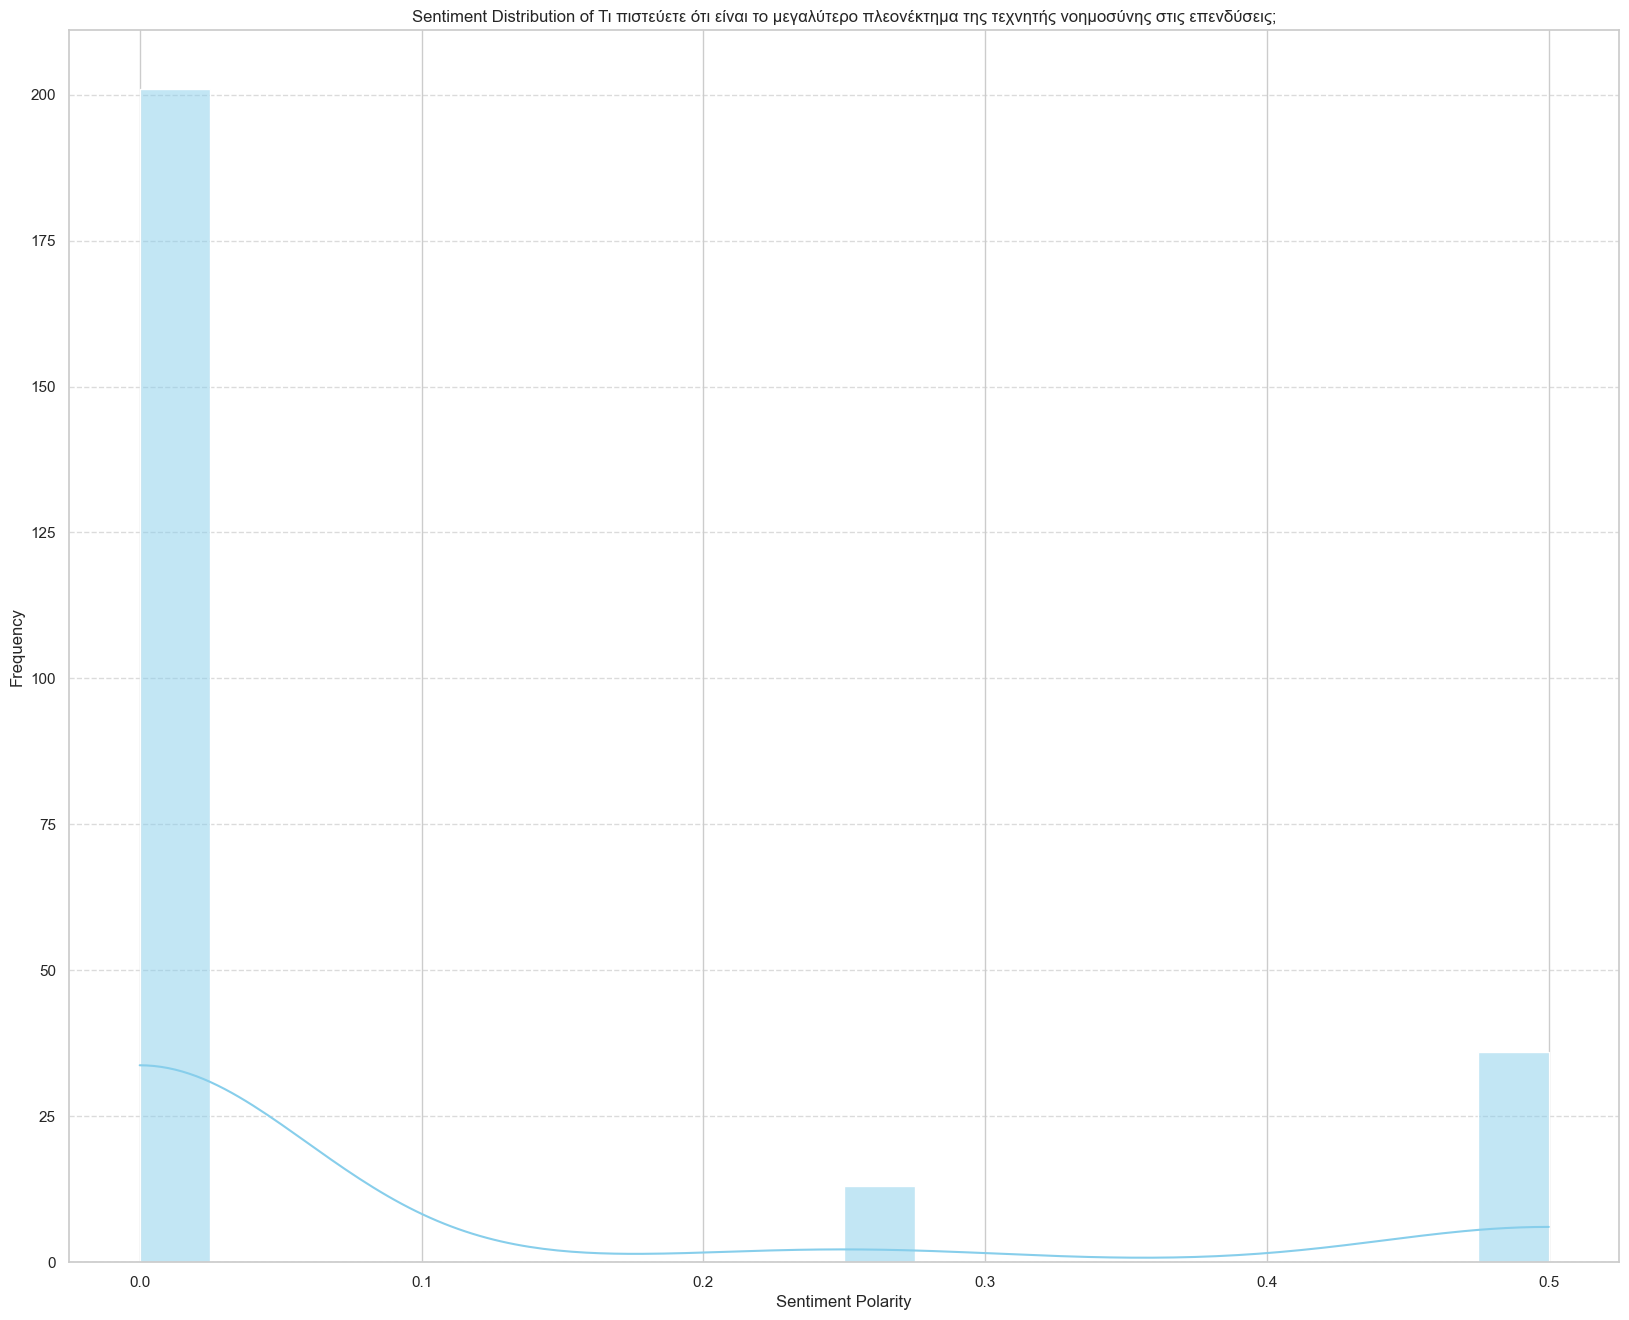 Sentiment Distribution of Τι πιστεύετε ότι είναι το μεγαλύτερο πλεονέκτημα της τεχνητής νοημοσύνης στις επενδύσεις;
200
175
150
125
100
75
50
25
0
Frequency
0.0 0.1 0.2 0.3 0.4 0.5
Sentiment Polarity